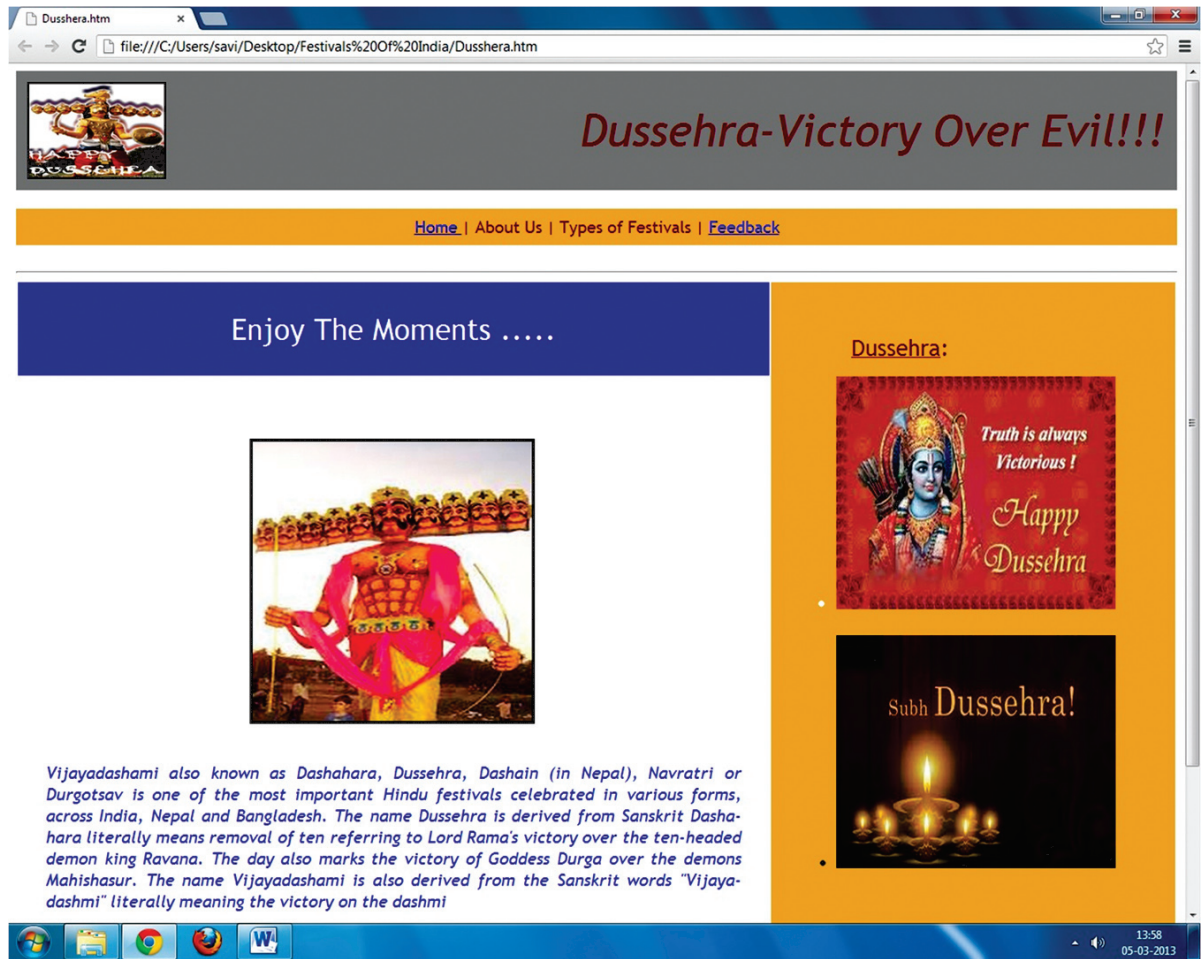 Dusshera.htm
file:///C:/Users/savi/Desktop/Festivals%20Of%20India/Dusshera.htm
HAPPY
DUSSEHRA
Dussehra-Victory Over Evil!!!
Home | About Us | Types of Festivals | Feedback
Enjoy The Moments .....
Dussehra:
Truth is always
Victorious !
Happy
Dussehra
Subh Dussehra!
Vijayadashami also known as Dashahara, Dussehra, Dashain (in Nepal), Navratri or
Durgotsav is one of the most important Hindu festivals celebrated in various forms,
across India, Nepal and Bangladesh. The name Dussehra is derived from Sanskrit Dasha-
hara literally means removal of ten referring to Lord Rama's victory over the ten-headed
demon king Ravana. The day also marks the victory of Goddess Durga over the demons
Mahishasur. The name Vijayadashami is also derived from the Sanskrit words "Vijaya-
dashmi" literally meaning the victory on the dashmi
W
13:58
05-03-2013